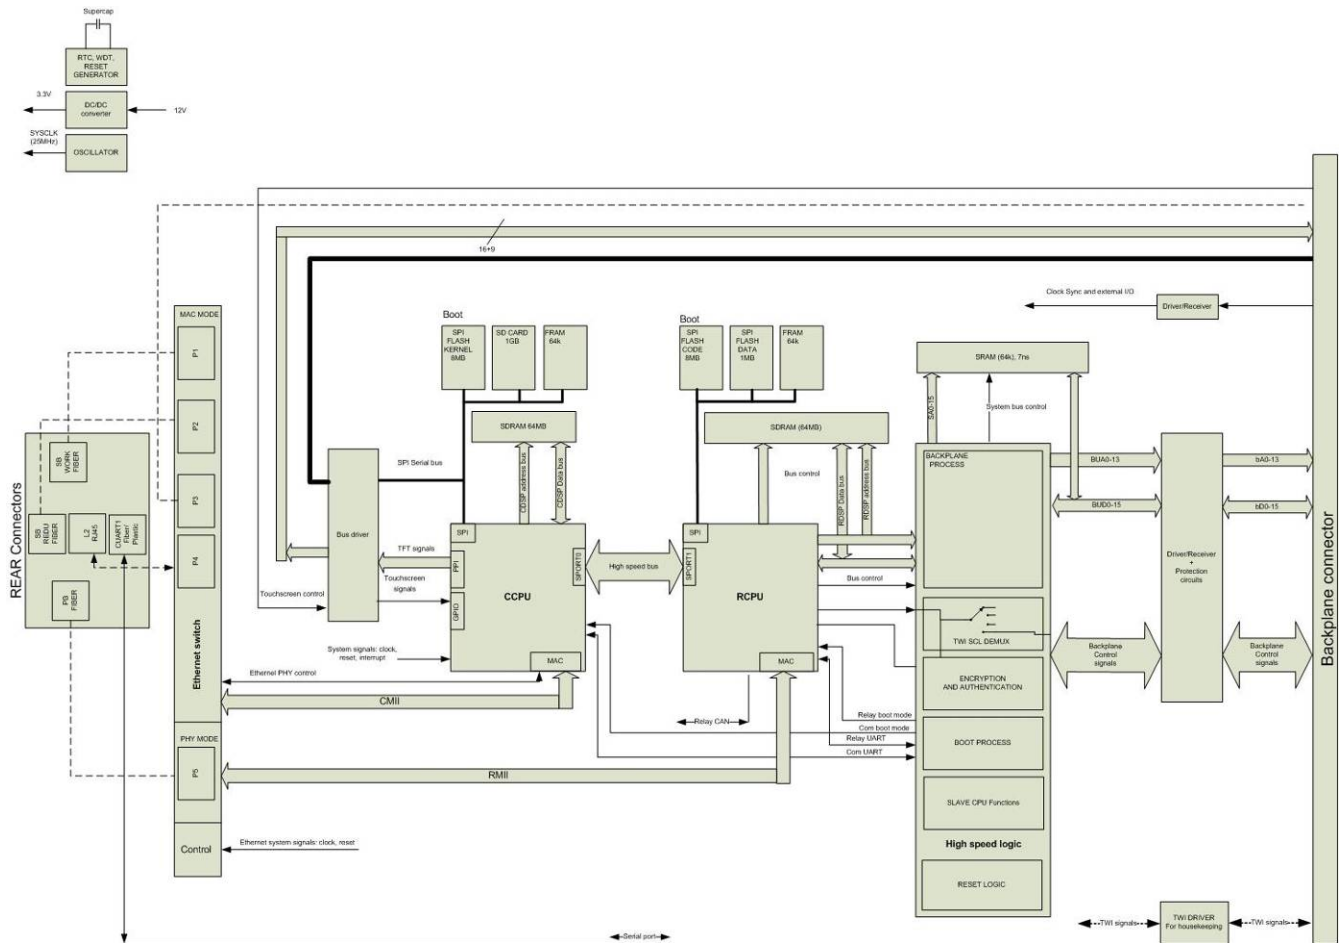 Supercap
RTC, WDT,
RESET
GENERATOR
3.3V
DC/DC
converter
12V
SYSCLK
(25MHz)
OSCILLATOR
16+9
Clock Sync and external I/O
Driver/Receiver
MAC MODE
P1
P2
P3
P4
Ethernet switch
PHY MODE
P5
Control
REAR Connectors
SB
WORK
FIBER
SB
REDU
FIBER
L2
RJ45
CUART1
Fiber/
Plastic
PB
FIBER
Boot
SPI
FLASH
KERNEL
8MB
SD CARD
1GB
FRAM
64k
SDRAM 64MB
SPI Serial bus
CDSP address bus
CDSP Data bus
Bus driver
TFT signals
Touchscreen
signals
Touchscreen control
System signals: clock,
reset, interrupt
SPI
PPI
GPIO
SPORT0
CCPU
MAC
Ethernet PHY control
CMII
RMII
High speed bus
Boot
SPI
FLASH
CODE
8MB
SPI
FLASH
DATA
1MB
FRAM
64k
SDRAM (64MB)
Bus control
RDSP Data bus
RDSP address bus
SPI
SPORT1
RCPU
MAC
Bus control
Relay CAN
Relay boot mode
Com boot mode
Relay UART
Com UART
SRAM (64k), 7ns
SA0-15
System bus control
BACKPLANE
PROCESS
TWI SCL DEMUX
ENCRYPTION
AND AUTHENTICATION
BOOT PROCESS
SLAVE CPU Functions
High speed logic
RESET LOGIC
BUA0-13
BUD0-15
Backplane
Control
signals
Driver/Receiver
+
Protection
circuits
bA0-13
bD0-15
Backplane
Control
signals
Backplane connector
Ethernet system signals: clock, reset
Serial port
TWI signals
TWI DRIVER
For housekeeping
TWI signals